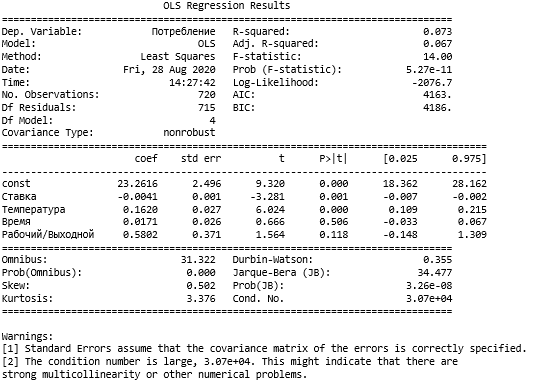 OLS Regression Results
==============================================================================
Dep. Variable: Потребление R-squared: 0.073
Model: OLS Adj. R-squared: 0.067
Method: Least Squares F-statistic: 14.00
Date: Fri, 28 Aug 2020 Prob (F-statistic): 5.27e-11
Time: 14:27:42 Log-Likelihood: -2076.7
No. Observations: 720 AIC: 4163.
Df Residuals: 715 BIC: 4186.
Df Model: 4
Covariance Type: nonrobust
==============================================================================
coef std err t P>|t| [0.025 0.975]
------------------------------------------------------------------------------
const 23.2616 2.496 9.320 0.000 18.362 28.162
Ставка -0.0041 0.001 -3.281 0.001 -0.007 -0.002
Температура 0.1620 0.027 6.024 0.000 0.109 0.215
Время 0.0171 0.026 0.666 0.506 -0.033 0.067
Рабочий/Выходной 0.5802 0.371 1.564 0.118 -0.148 1.309
==============================================================================
Omnibus: 31.322 Durbin-Watson: 0.355
Prob(Omnibus): 0.000 Jarque-Bera (JB): 34.477
Skew: 0.502 Prob(JB): 3.26e-08
Kurtosis: 3.376 Cond. No. 3.07e+04
==============================================================================
Warnings:
[1] Standard Errors assume that the covariance matrix of the errors is correctly specified.
[2] The condition number is large, 3.07e+04. This might indicate that there are
strong multicollinearity or other numerical problems.